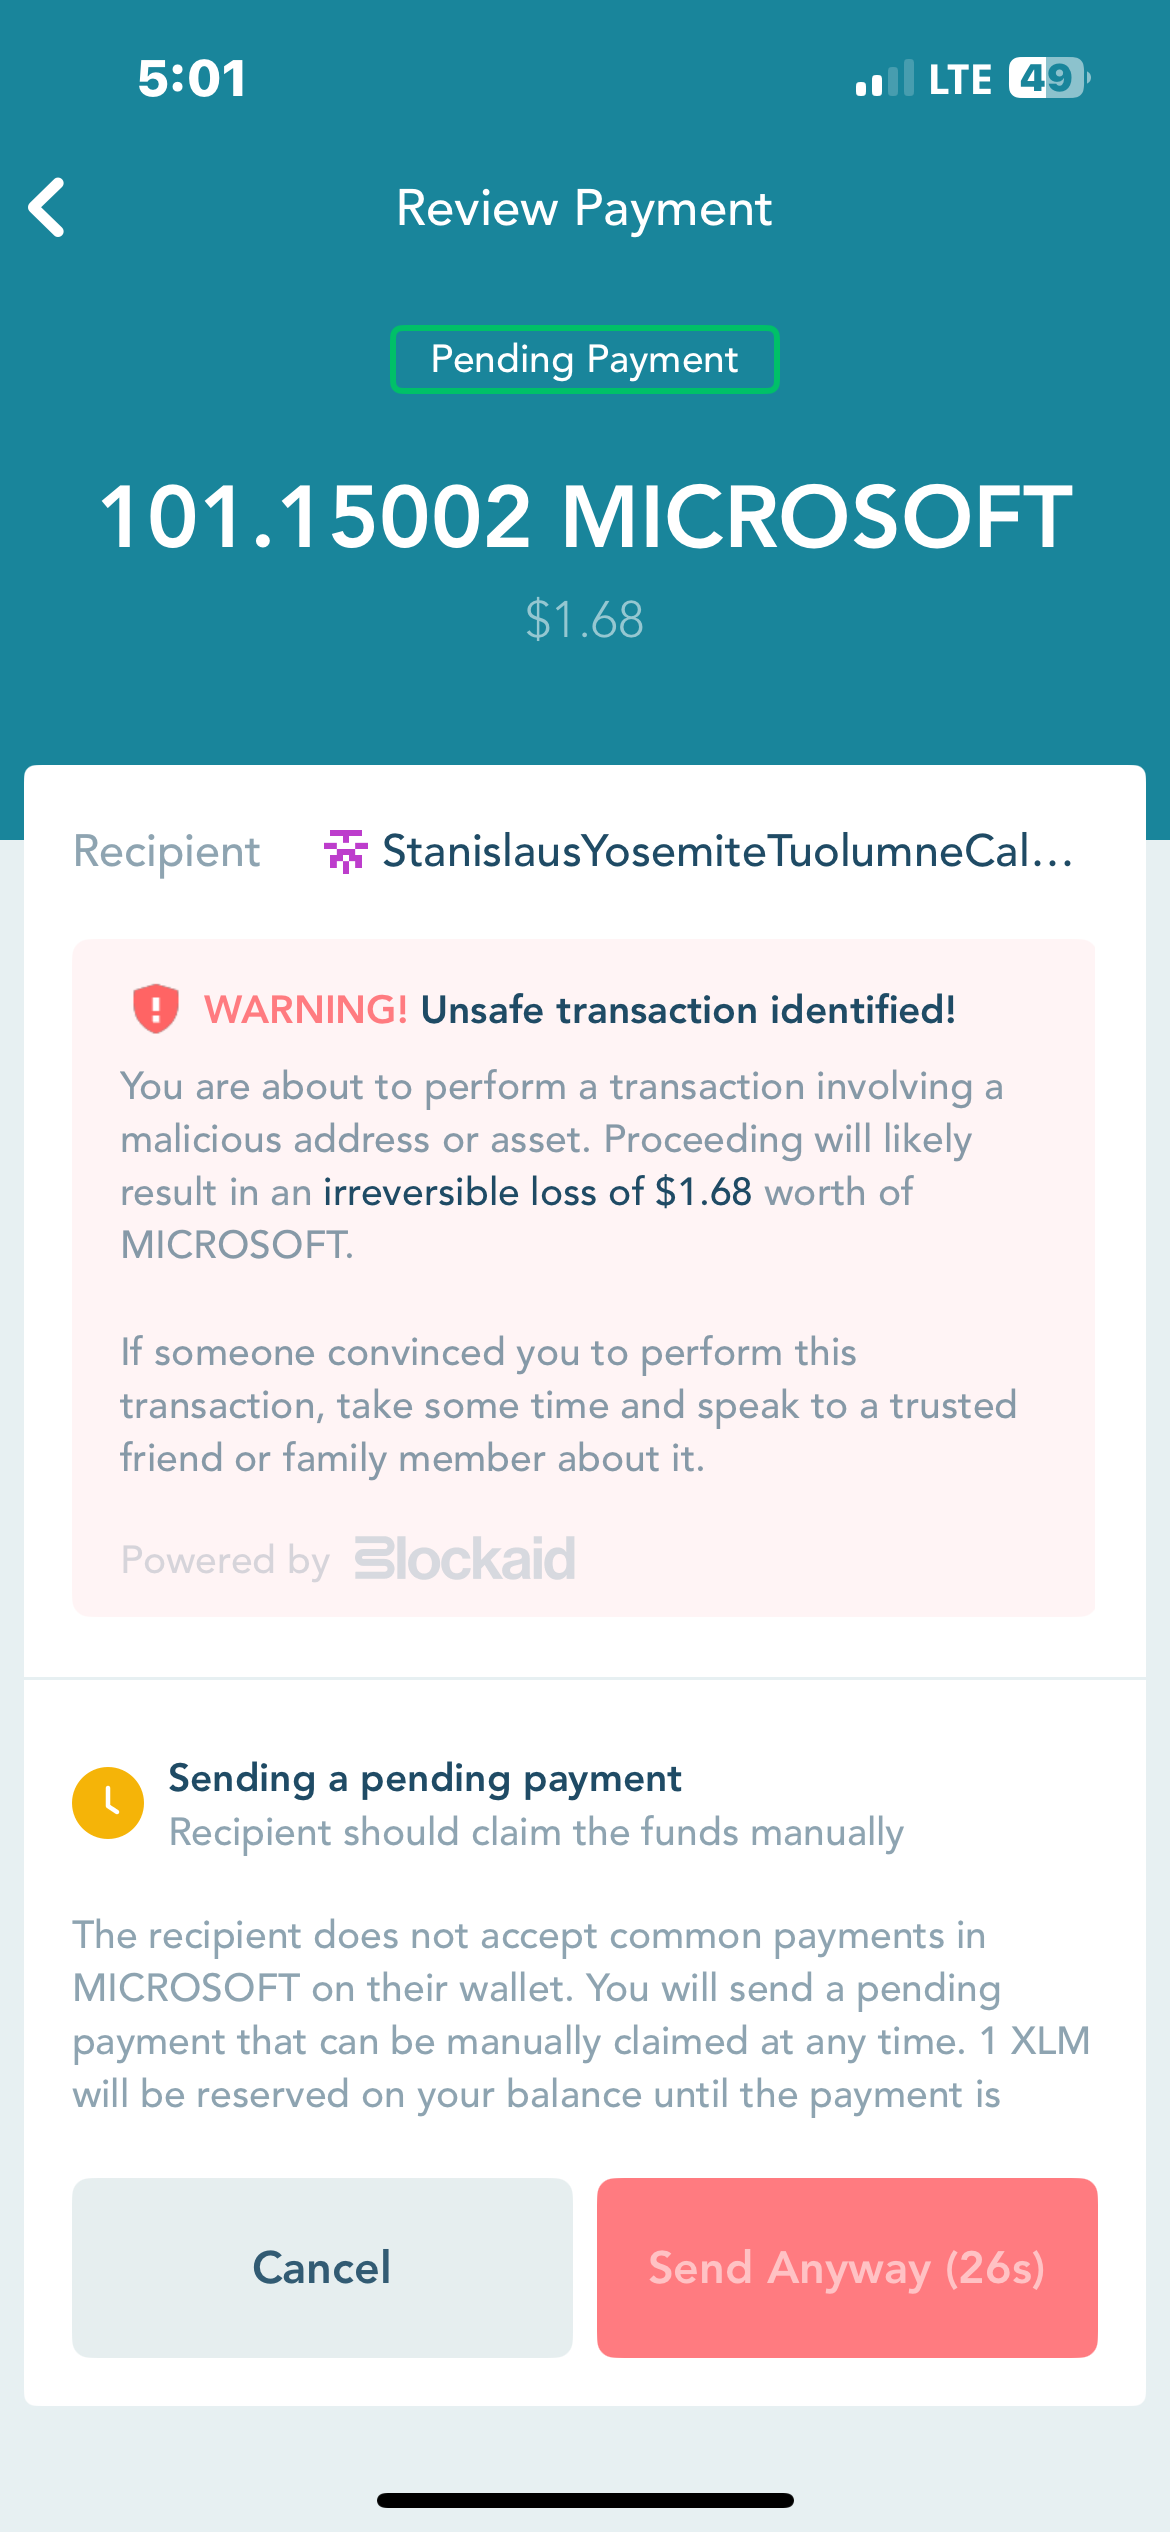 5:01
LTE 49
Review Payment
Pending Payment
101.15002 MICROSOFT
$1.68
Recipient StanislausYosemiteTuolumneCal...
WARNING! Unsafe transaction identified!
You are about to perform a transaction involving a
malicious address or asset. Proceeding will likely
result in an irreversible loss of $1.68 worth of
MICROSOFT.
If someone convinced you to perform this
transaction, take some time and speak to a trusted
friend or family member about it.
Powered by Blockaid
Sending a pending payment
Recipient should claim the funds manually
The recipient does not accept common payments in
MICROSOFT on their wallet. You will send a pending
payment that can be manually claimed at any time. 1 XLM
will be reserved on your balance until the payment is
Cancel
Send Anyway (26s)